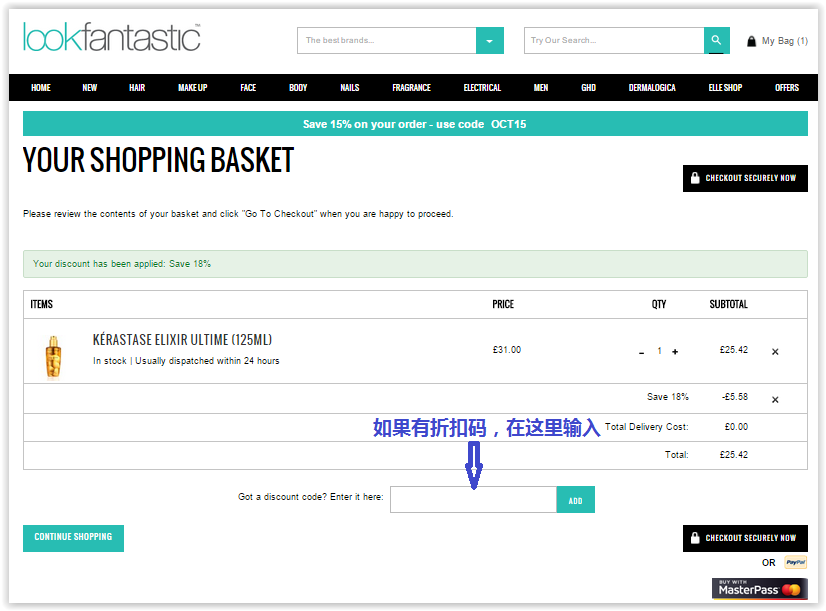 lookfantastic™
The best brands...
Try Our Search...
My Bag (1)
HOME NEW HAIR MAKE UP FACE BODY NAILS FRAGRANCE ELECTRICAL MEN GHD DERMALOGICA ELLE SHOP OFFERS
Save 15% on your order - use code OCT15
YOUR SHOPPING BASKET
CHECKOUT SECURELY NOW
Please review the contents of your basket and click "Go To Checkout" when you are happy to proceed.
Your discount has been applied: Save 18%
ITEMS PRICE QTY SUBTOTAL
KÉRASTASE ELIXIR ULTIME (125ML)
In stock | Usually dispatched within 24 hours
£31.00 - 1 + £25.42 ×
Save 18% -£5.58 ×
如果有折扣码，在这里输入 Total Delivery Cost: £0.00
Total: £25.42
Got a discount code? Enter it here: ADD
CONTINUE SHOPPING CHECKOUT SECURELY NOW
OR PayPal
BUY WITH
MasterPass